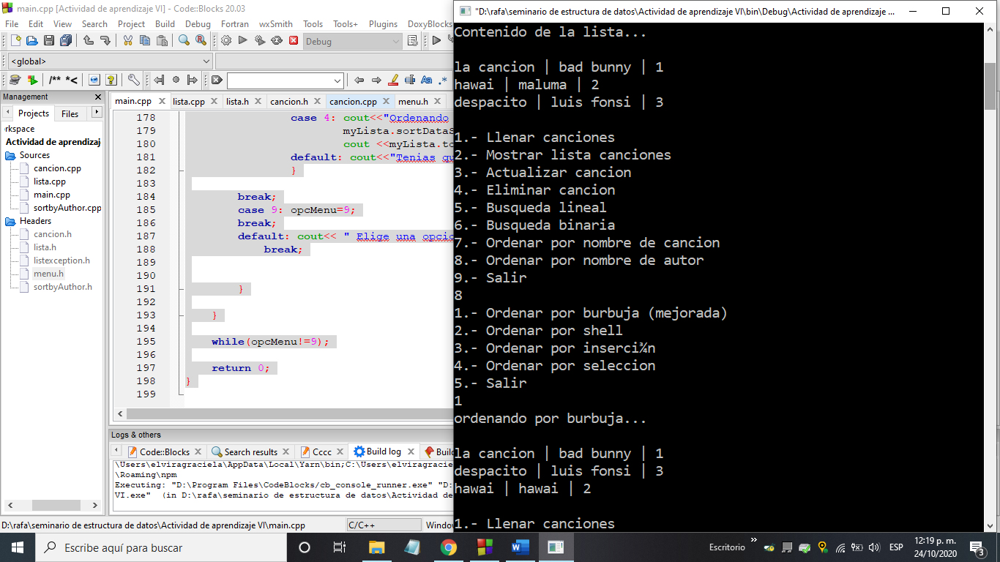 main.cpp [Actividad de aprendizaje VI] - Code::Blocks 20.03
File Edit View Search Project Build Debug Fortran wxSmith Tools Tools+ Plugins DoxyBlocks
Debug
<global>
/** *<
Management
Projects Files
rkspace
Actividad de aprendizaj
Sources
cancion.cpp
lista.cpp
main.cpp
sortbyAuthor.cpp
Headers
cancion.h
lista.h
listexception.h
menu.h
sortbyAuthor.h
main.cpp lista.cpp lista.h cancion.h cancion.cpp menu.h
178 case 4: cout<<"Ordenando
179 myLista.sortDataS
180 cout <<myLista.to
181 default: cout<<"Tenias qu
182 }
183
184 break;
185 case 9: opcMenu=9;
186 break;
187 default: cout<< " Elige una opcio
188 break;
189
190
191 }
192
193 }
194
195 while(opcMenu!=9);
196
197 return 0;
198 }
199
Logs & others
Code::Blocks Search results Cccc Build log Buil
\Users\elviragraciela\AppData\Local\Yarn\bin;C:\Users\elviragracie
\Roaming\npm
Executing: "D:\Program Files\CodeBlocks/cb_console_runner.exe" "D:
VI.exe" (in D:\rafa\seminario de estructura de datos\Actividad de
D:\rafa\seminario de estructura de datos\Actividad de aprendizaje VI\main.cpp C/C++ Window
"D:\rafa\seminario de estructura de datos\Actividad de aprendizaje VI\bin\Debug\Actividad de aprendizaje ...
Contenido de la lista...
la cancion | bad bunny | 1
hawai | maluma | 2
despacito | luis fonsi | 3
1.- Llenar canciones
2.- Mostrar lista canciones
3.- Actualizar cancion
4.- Eliminar cancion
5.- Busqueda lineal
6.- Busqueda binaria
7.- Ordenar por nombre de cancion
8.- Ordenar por nombre de autor
9.- Salir
8
1.- Ordenar por burbuja (mejorada)
2.- Ordenar por shell
3.- Ordenar por inserci¾n
4.- Ordenar por seleccion
5.- Salir
1
ordenando por burbuja...
la cancion | bad bunny | 1
despacito | luis fonsi | 3
hawai | hawai | 2
1.- Llenar canciones
Escribe aquí para buscar
Escritorio
ESP
12:19 p. m.
24/10/2020
3